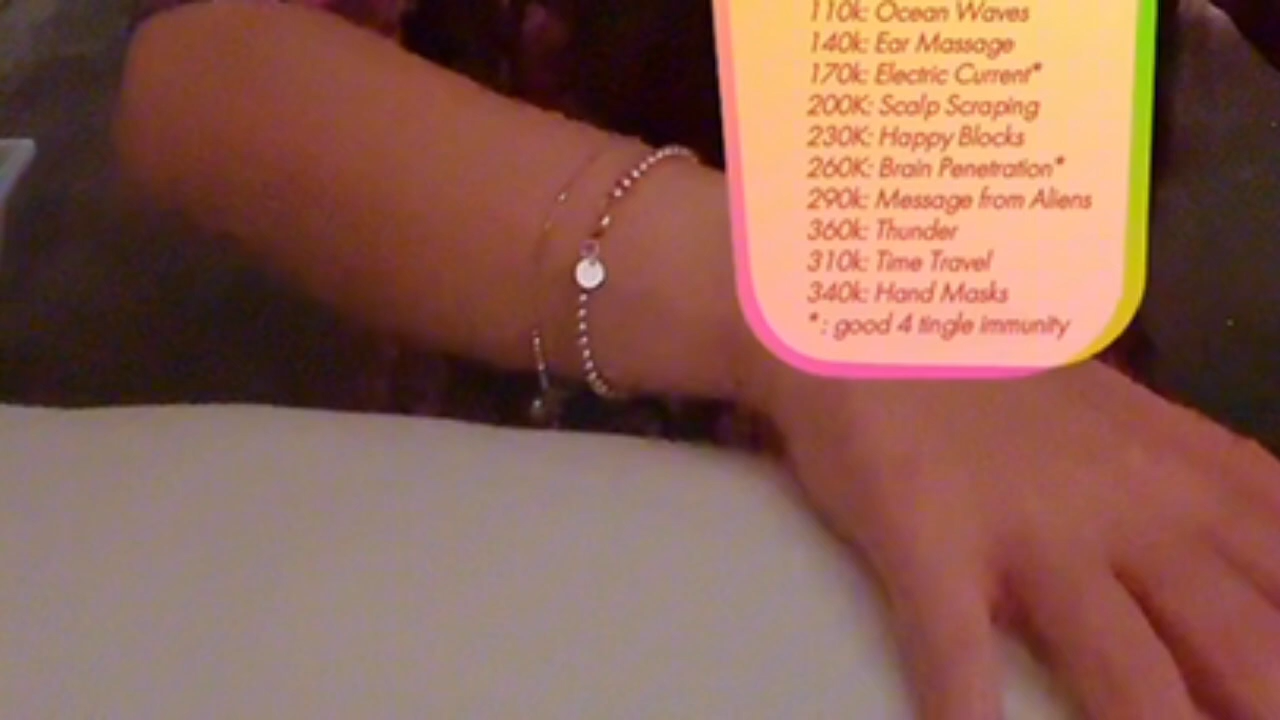 110k: Ocean Waves
140k: Ear Massage
170k: Electric Current*
200K: Scalp Scraping
230K: Happy Blocks
260K: Brain Penetration*
290k: Message from Aliens
360k: Thunder
310k: Time Travel
340k: Hand Masks
* : good 4 tingle immunity